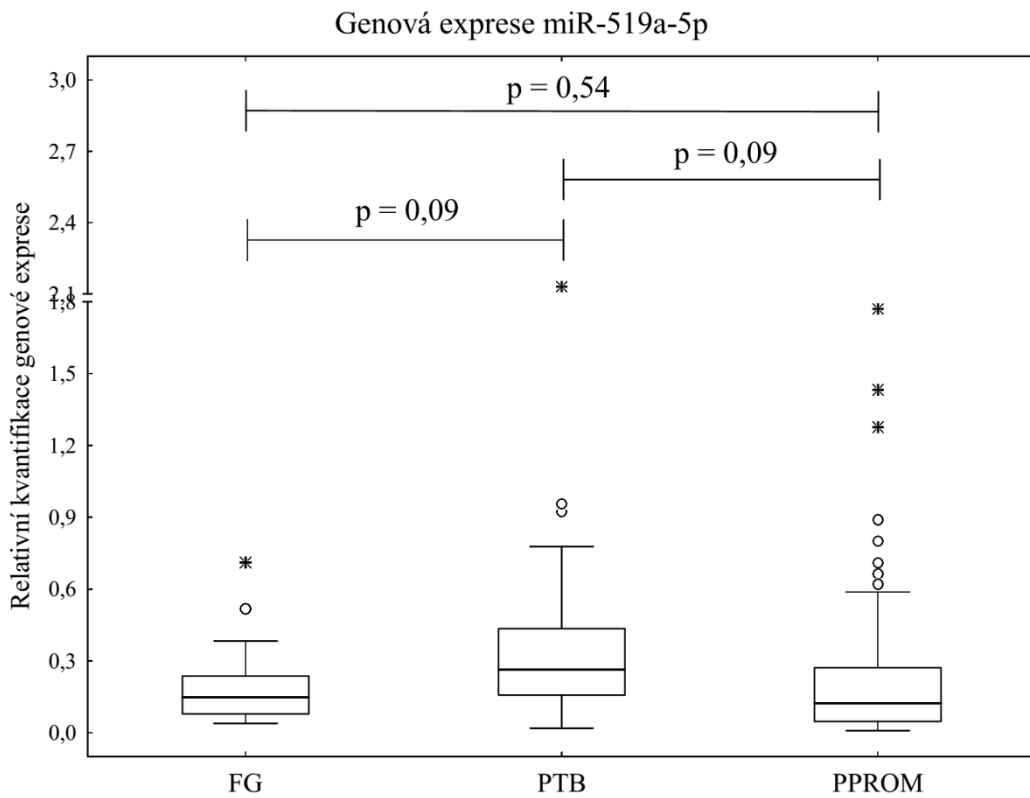 Genová exprese miR-519a-5p
Relativní kvantifikace genové exprese
3,0
2,7
2,4
2,1
1,8
1,5
1,2
0,9
0,6
0,3
0,0
p = 0,54
p = 0,09
p = 0,09
FG
PTB
PPROM